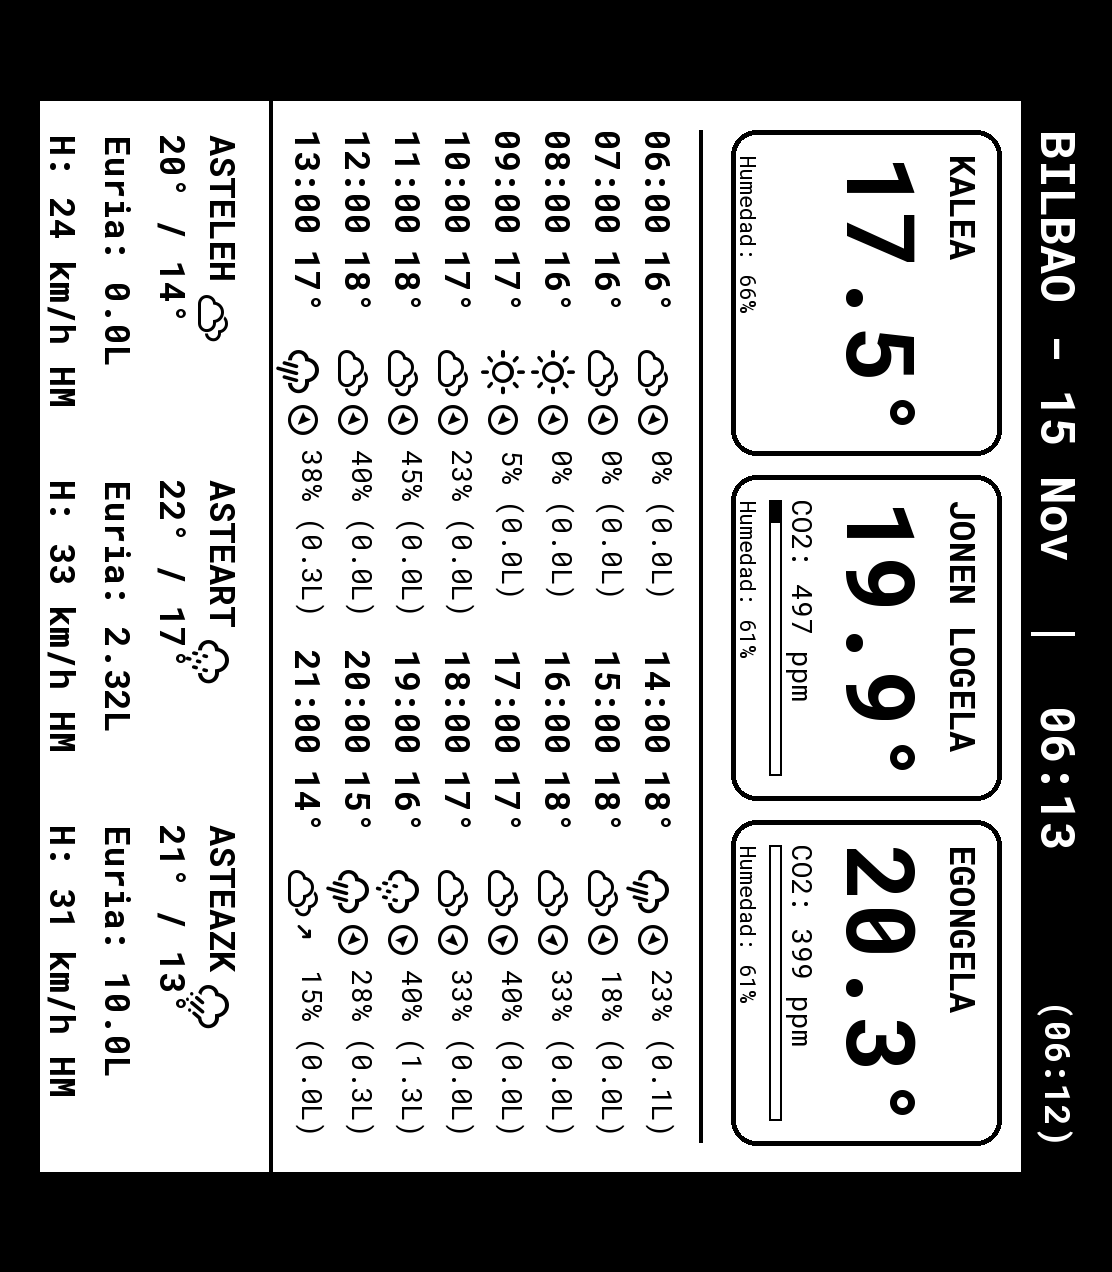 BILBAO - 15 Nov | 06:13 (06:12)
KALEA
17.5°
Humedad: 66%
JONEN LOGELA
19.9°
CO2: 497 ppm
Humedad: 61%
EGONGELA
20.3°
CO2: 399 ppm
Humedad: 61%
06:00 16° 0% (0.0L)
07:00 16° 0% (0.0L)
08:00 16° 0% (0.0L)
09:00 17° 5% (0.0L)
10:00 17° 23% (0.0L)
11:00 18° 45% (0.0L)
12:00 18° 40% (0.0L)
13:00 17° 38% (0.3L)
14:00 18° 23% (0.1L)
15:00 18° 18% (0.0L)
16:00 18° 33% (0.0L)
17:00 17° 40% (0.0L)
18:00 17° 33% (0.0L)
19:00 16° 40% (1.3L)
20:00 15° 28% (0.3L)
21:00 14° 15% (0.0L)
ASTELEH
20° / 14°
Euria: 0.0L
H: 24 km/h HM
ASTEART
22° / 17°
Euria: 2.32L
H: 33 km/h HM
ASTEAZK
21° / 13°
Euria: 10.0L
H: 31 km/h HM